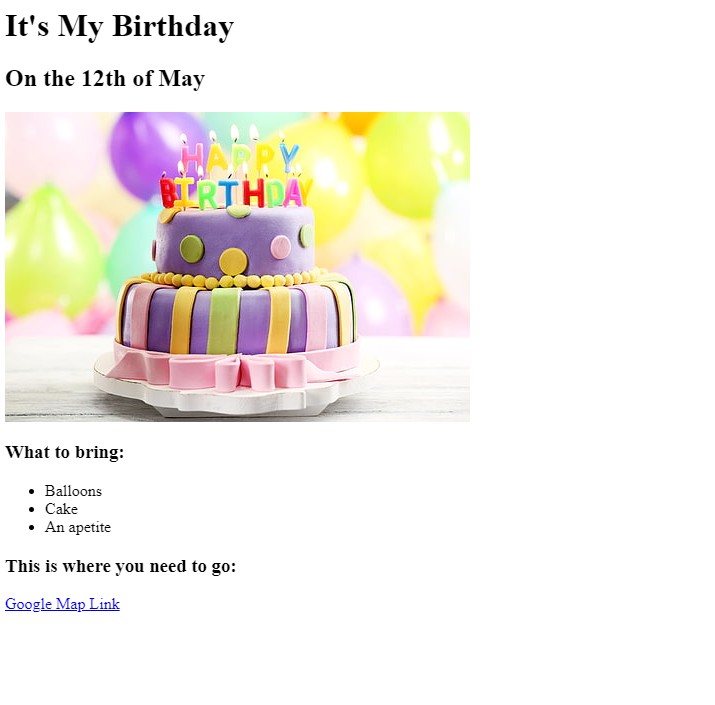 It's My Birthday
On the 12th of May
HAPPY
BIRTHDAY
What to bring:
Balloons
Cake
An apetite
This is where you need to go:
Google Map Link